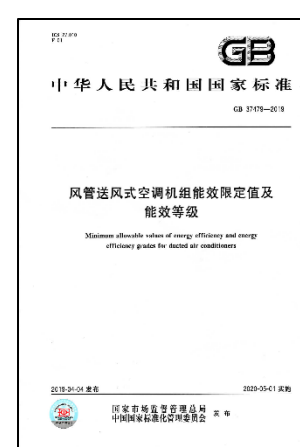 GB
中华人民共和国国家标准
GB 37479—2019
风管送风式空调机组能效限定值及
能效等级
Minimum allowable values of energy efficiency and energy
efficiency grades for ducted air conditioners
2019-04-04 发布
2020-05-01 实施
国家市场监督管理总局
中国国家标准化管理委员会 发布